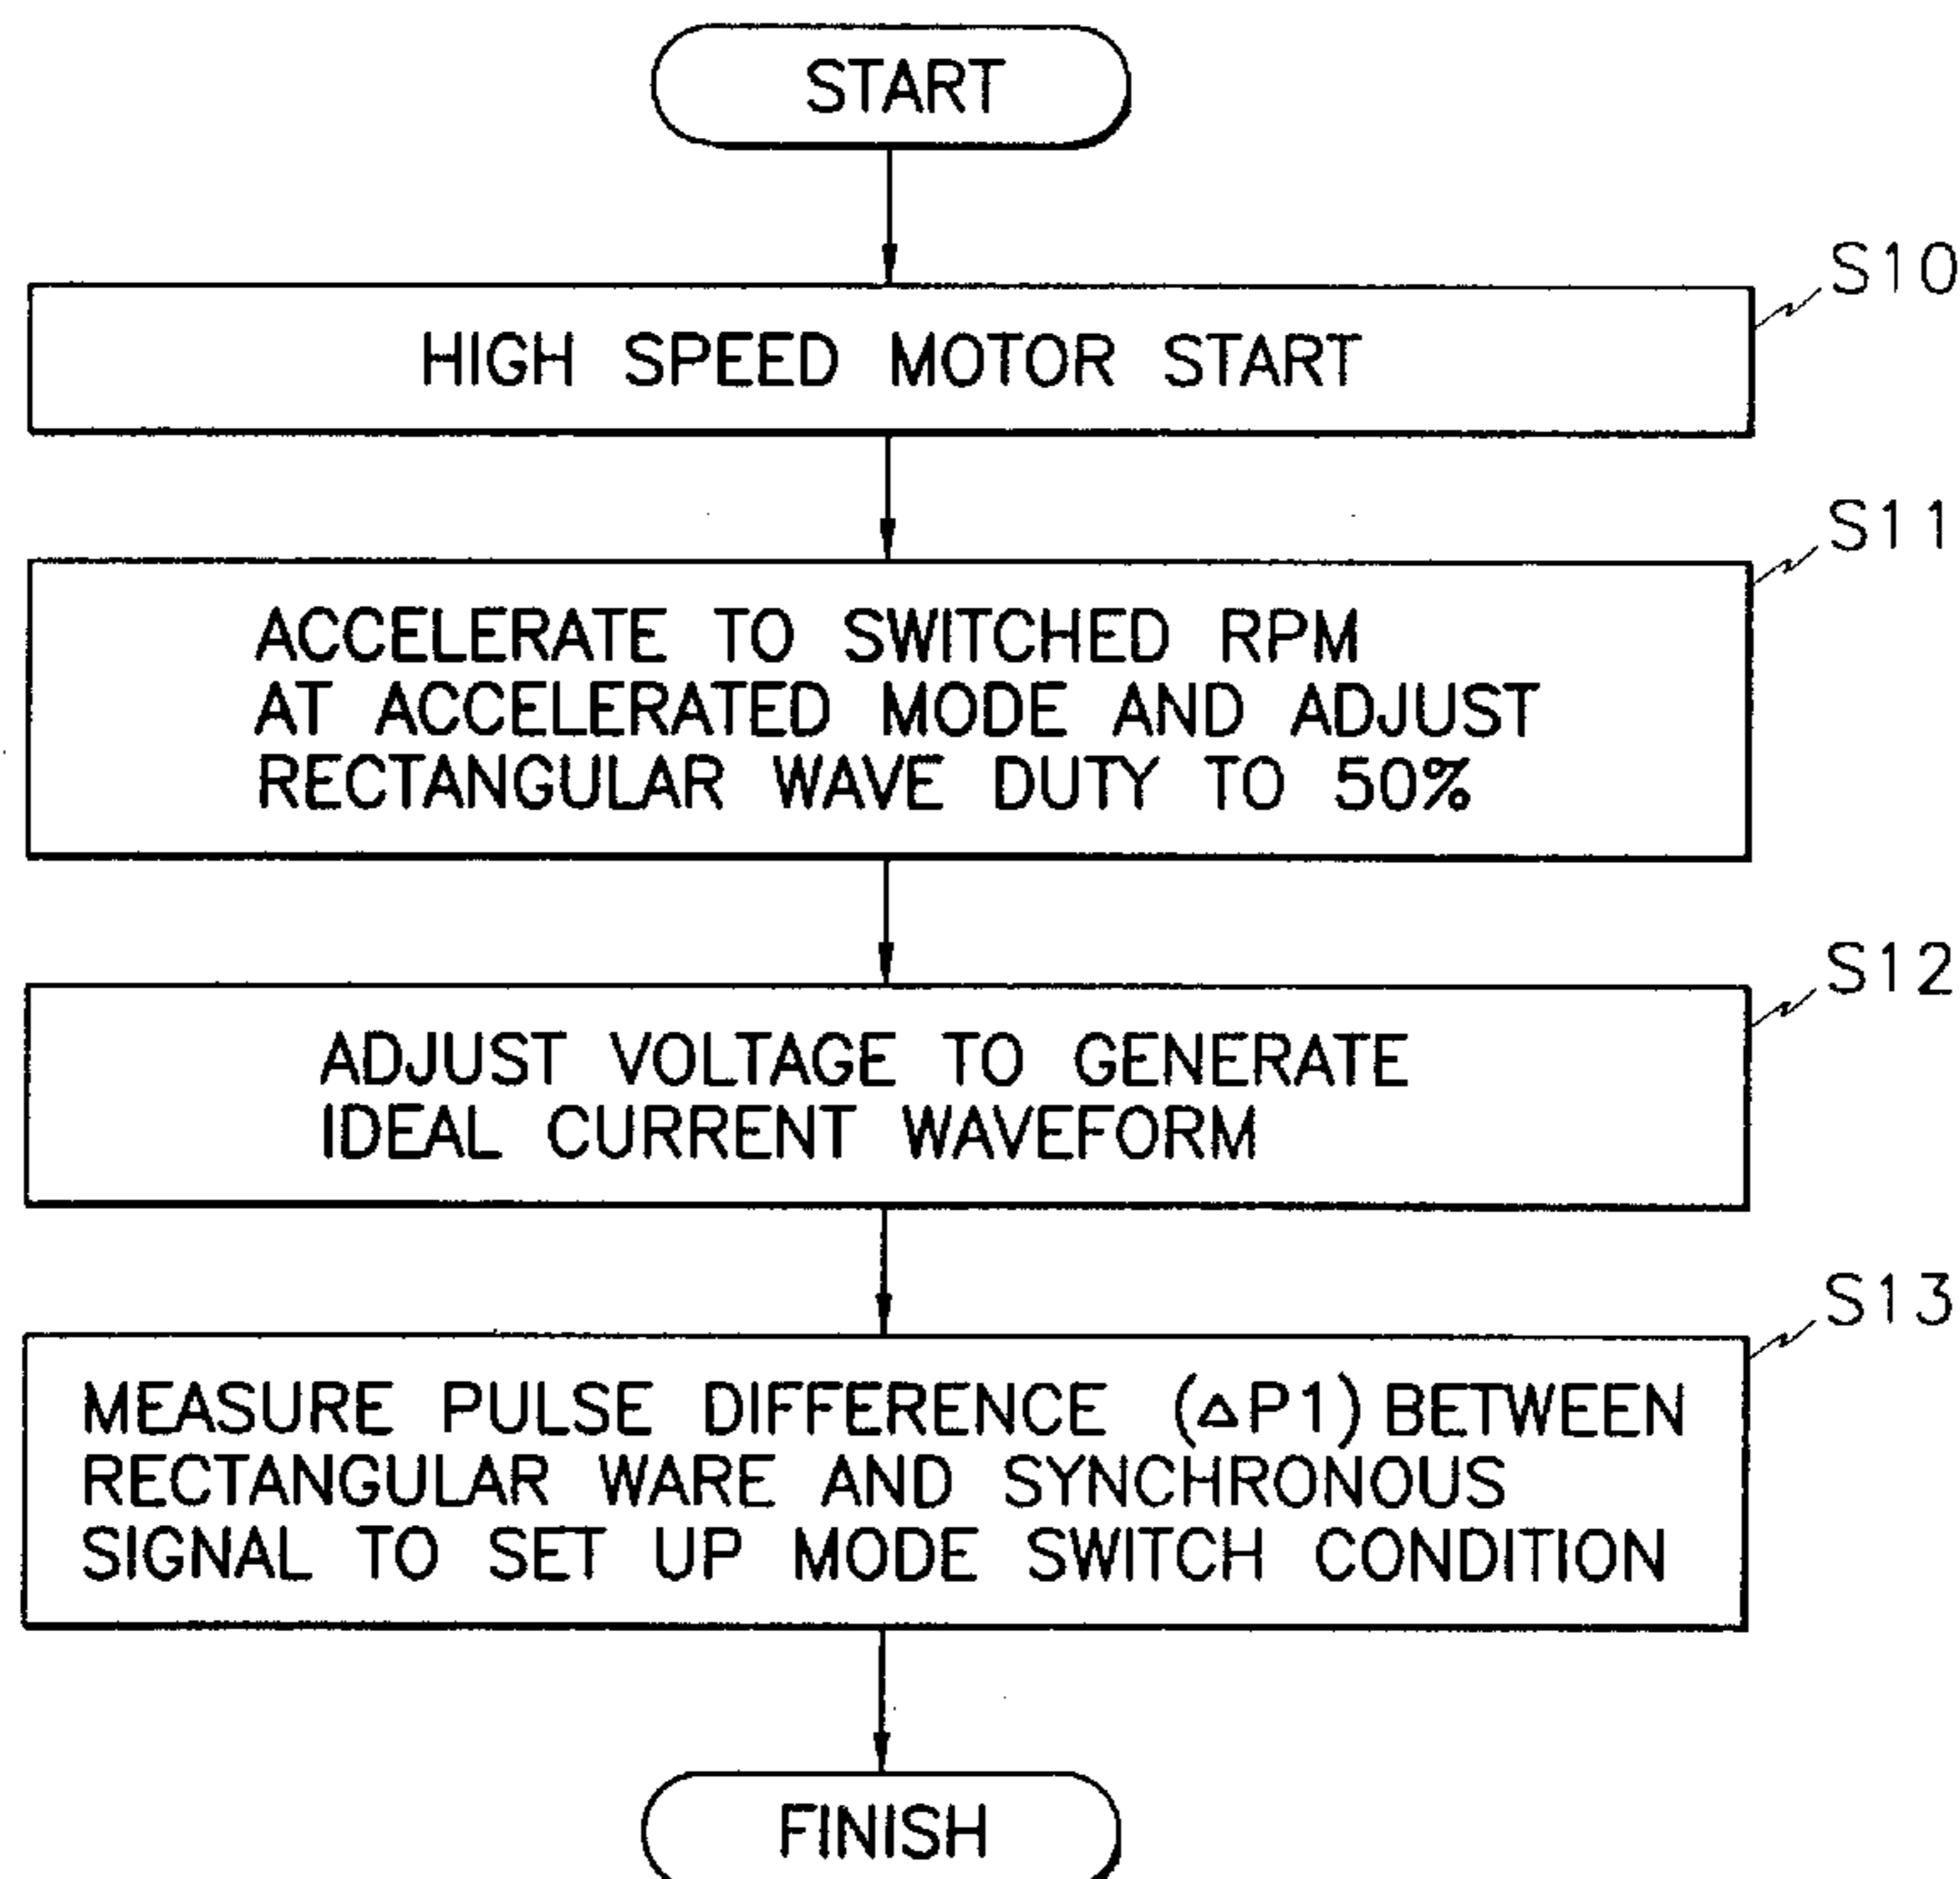 START
S10
HIGH SPEED MOTOR START
S11
ACCELERATE TO SWITCHED RPM
AT ACCELERATED MODE AND ADJUST
RECTANGULAR WAVE DUTY TO 50%
S12
ADJUST VOLTAGE TO GENERATE
IDEAL CURRENT WAVEFORM
S13
MEASURE PULSE DIFFERENCE (△P1) BETWEEN
RECTANGULAR WARE AND SYNCHRONOUS
SIGNAL TO SET UP MODE SWITCH CONDITION
FINISH